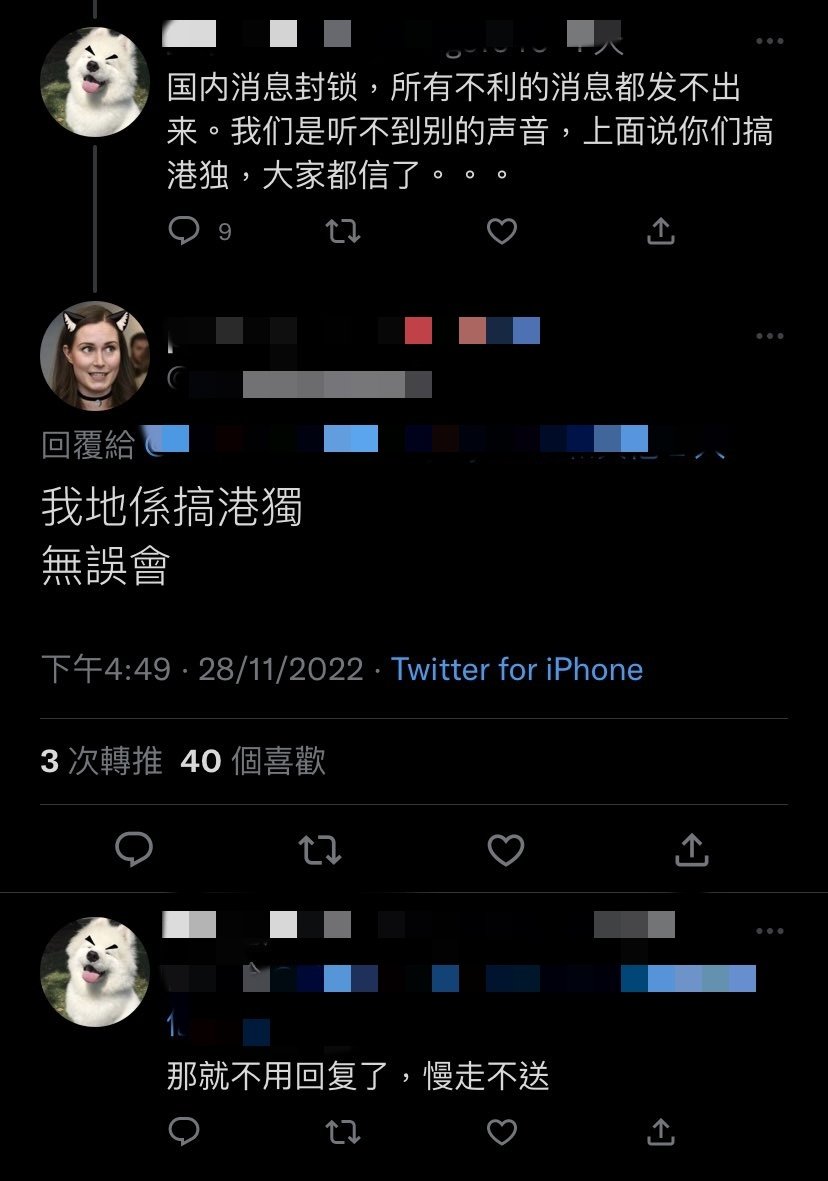 国内消息封锁，所有不利的消息都发不出
来。我们是听不到别的声音，上面说你们搞
港独，大家都信了。。。
9
回覆給
我地係搞港獨
無誤會
下午4:49 · 28/11/2022 · Twitter for iPhone
3 次轉推 40 個喜歡
那就不用回复了，慢走不送